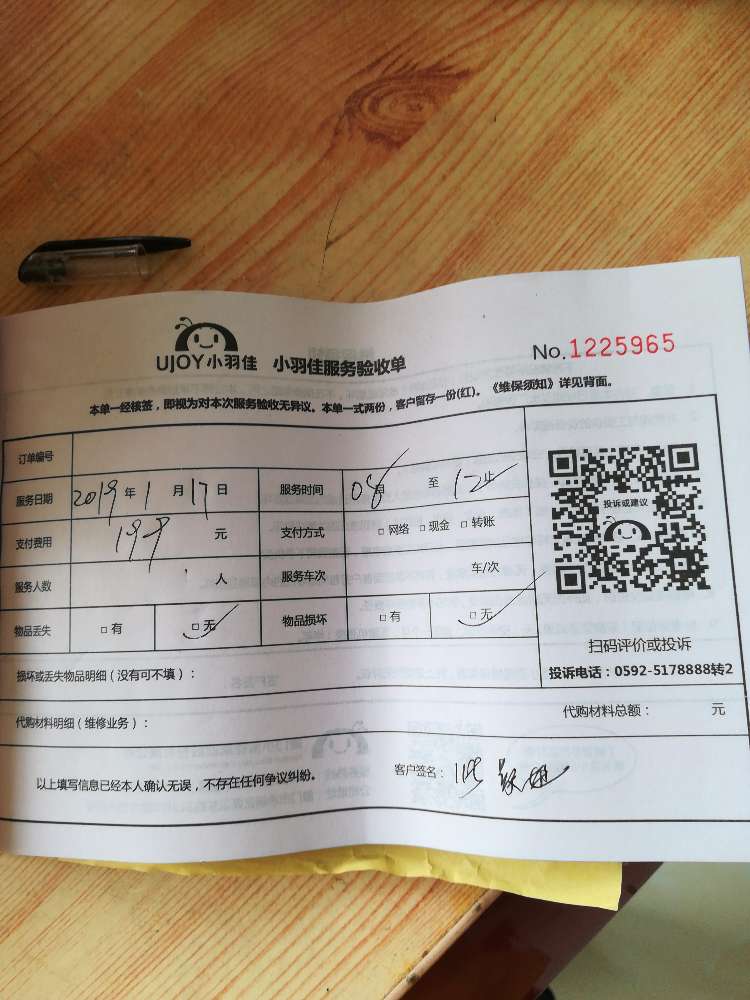 UJOY小羽佳 小羽佳服务验收单 No.1225965
本单一经核签，即视为对本次服务验收无异议。本单一式两份，客户留存一份(红)。《维保须知》详见背面。
订单编号
服务日期 2019年1月17日 服务时间 08 至 12
支付费用 199 元 支付方式 □网络 □现金 □转账
服务人数 人 服务车次 车/次
物品丢失 □有 □无 物品损坏 □有 □无
投诉或建议
扫码评价或投诉
投诉电话：0592-5178888转2
损坏或丢失物品明细（没有可不填）：
代购材料明细（维修业务）： 代购材料总额： 元
以上填写信息已经本人确认无误，不存在任何争议纠纷。 客户签名：